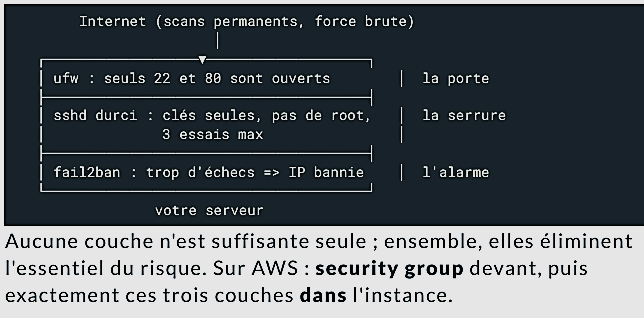 Internet (scans permanents, force brute)
ufw : seuls 22 et 80 sont ouverts | la porte
sshd durci : clés seules, pas de root, | la serrure
3 essais max |
fail2ban : trop d'échecs => IP bannie | l'alarme
votre serveur
Aucune couche n'est suffisante seule ; ensemble, elles éliminent
l'essentiel du risque. Sur AWS : security group devant, puis
exactement ces trois couches dans l'instance.